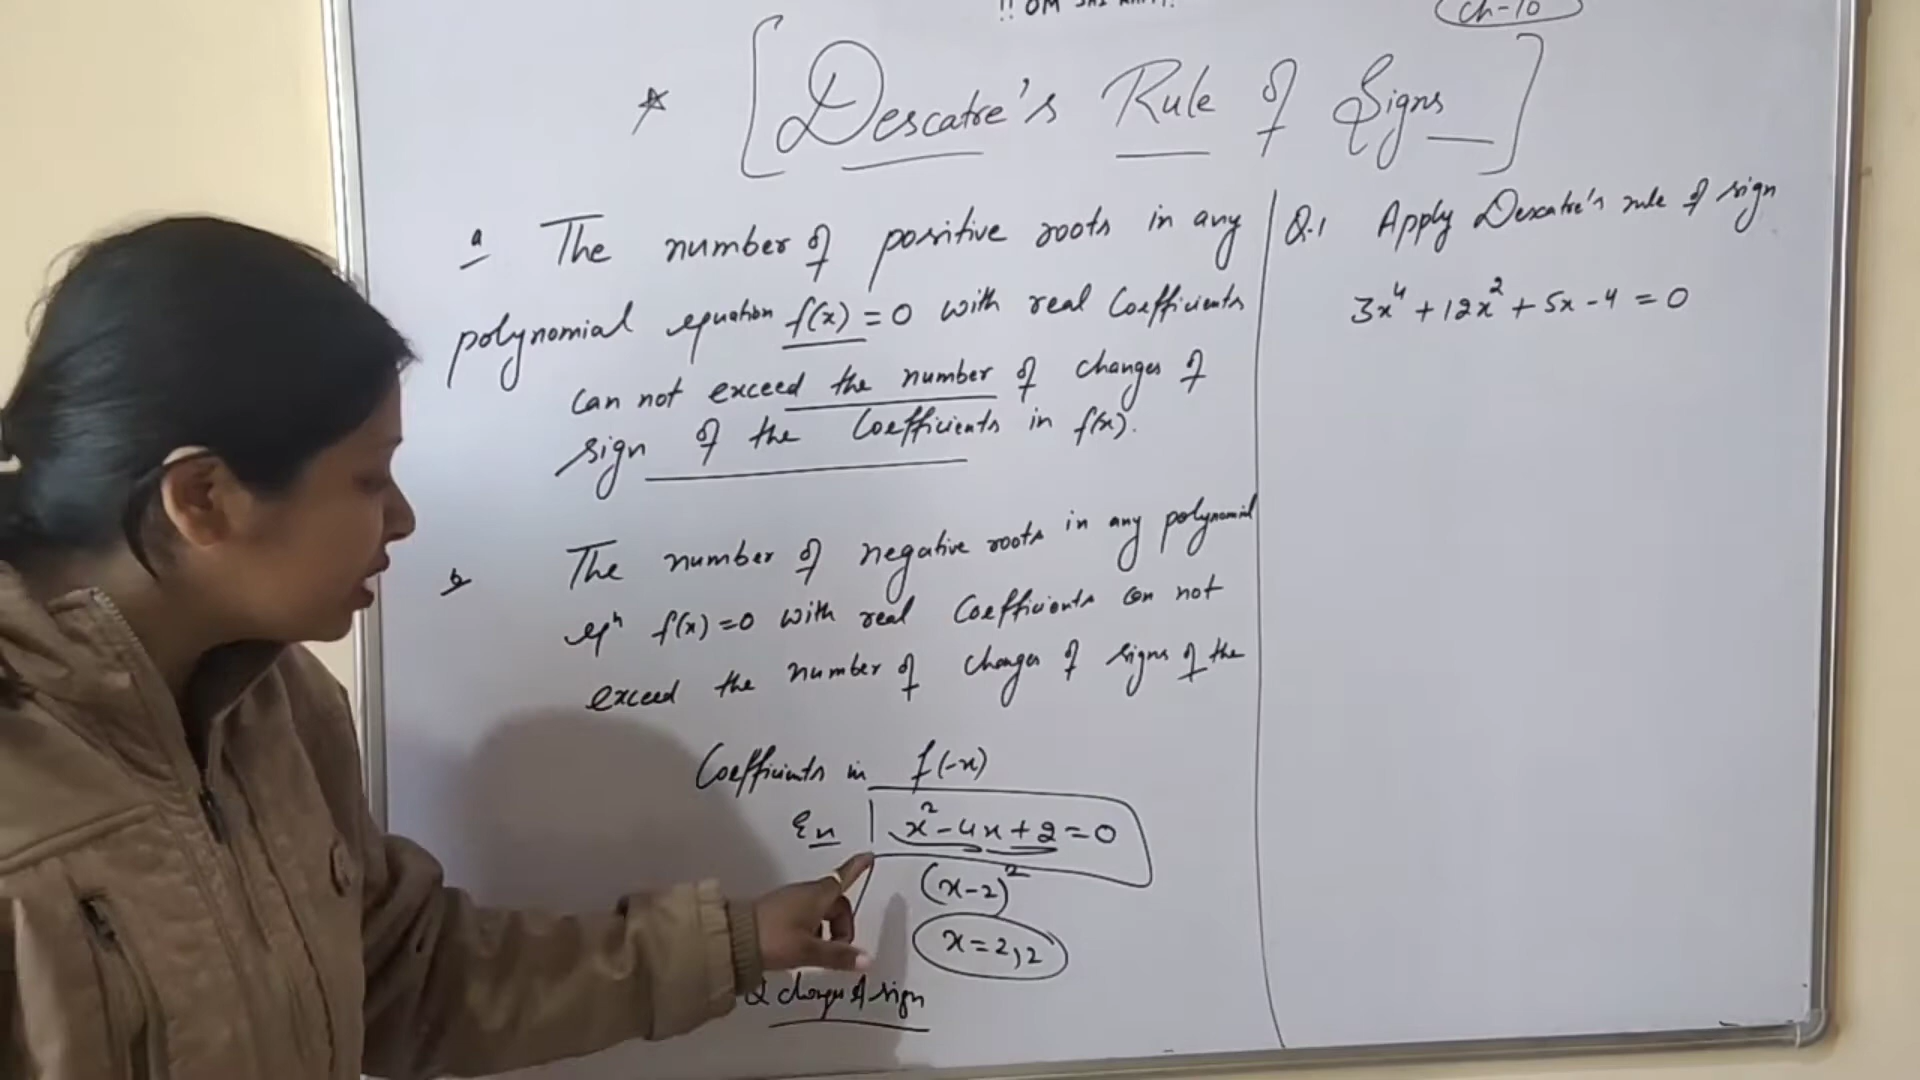 !! OM SAI RAM !!
Ch-10
[Descatre's Rule of Signs]
a The number of positive roots in any
polynomial equation f(x) = 0 with real Coefficients
can not exceed the number of changes of
sign of the Coefficients in f(x).
b The number of negative roots in any polynomial
eqn f(x) = 0 with real Coefficients can not
exceed the number of changes of signs of the
Coefficients in f(-x)
Ex x² - 4x + 2 = 0
(x-2)²
x = 2, 2
2 changes of sign
Q.1 Apply Descatre's rule of sign
3x⁴ + 12x² + 5x - 4 = 0